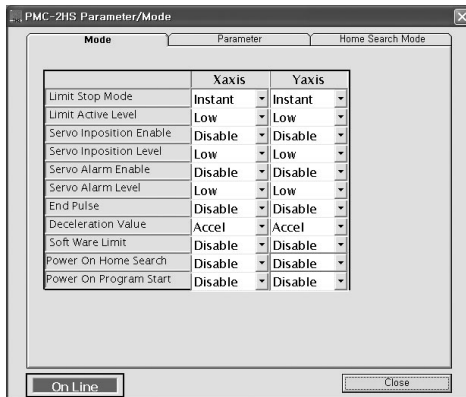 PMC-2HS Parameter/Mode
Mode Parameter Home Search Mode
Xaxis Yaxis
Limit Stop Mode Instant Instant
Limit Active Level Low Low
Servo Inposition Enable Disable Disable
Servo Inposition Level Low Low
Servo Alarm Enable Disable Disable
Servo Alarm Level Low Low
End Pulse Disable Disable
Deceleration Value Accel Accel
Soft Ware Limit Disable Disable
Power On Home Search Disable Disable
Power On Program Start Disable Disable
On Line Close